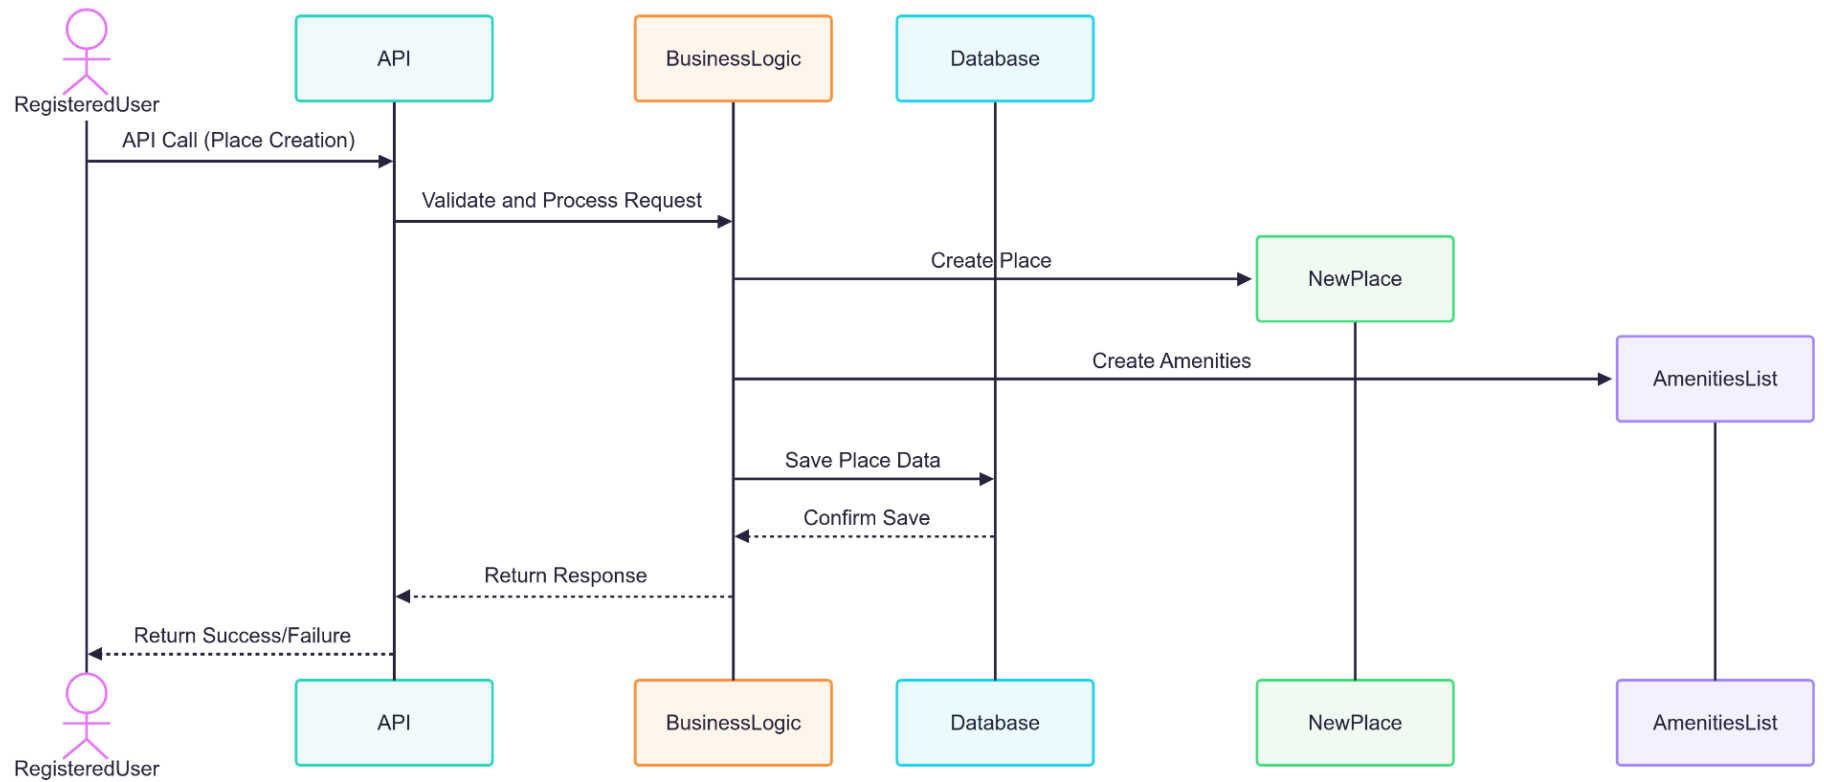 RegisteredUser
API
BusinessLogic
Database
API Call (Place Creation)
Validate and Process Request
Create Place
NewPlace
Create Amenities
AmenitiesList
Save Place Data
Confirm Save
Return Response
Return Success/Failure
RegisteredUser
API
BusinessLogic
Database
NewPlace
AmenitiesList